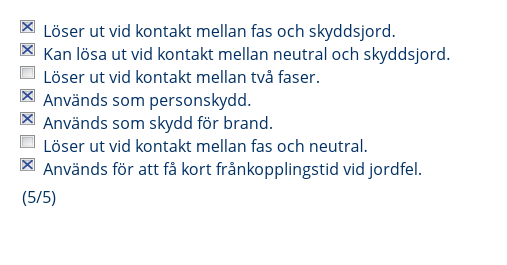 Löser ut vid kontakt mellan fas och skyddsjord.
Kan lösa ut vid kontakt mellan neutral och skyddsjord.
Löser ut vid kontakt mellan två faser.
Används som personskydd.
Används som skydd för brand.
Löser ut vid kontakt mellan fas och neutral.
Används för att få kort frånkopplingstid vid jordfel.
(5/5)